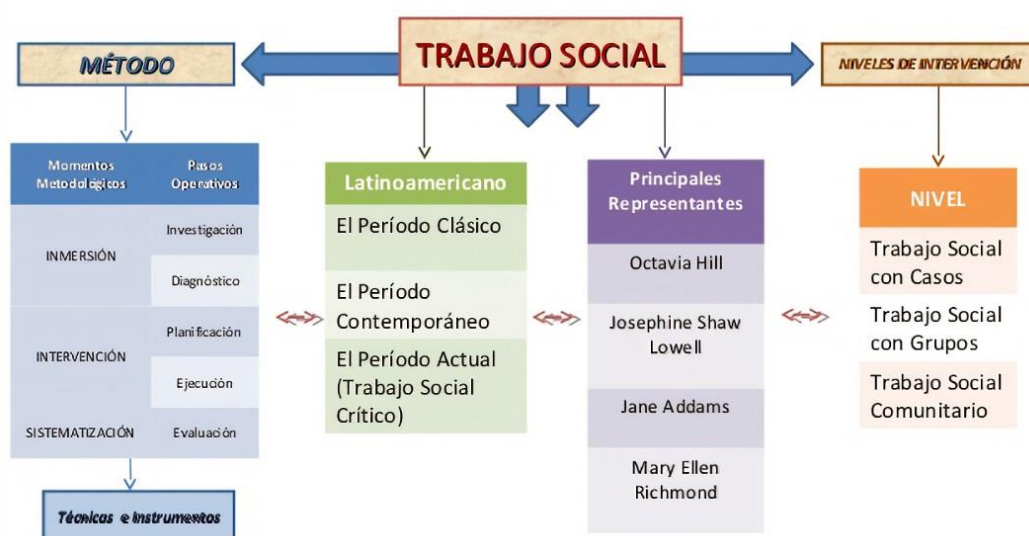 TRABAJO SOCIAL
MÉTODO
NIVELES DE INTERVENCIÓN
Momentos
Metodológicos
Pasos
Operativos
INMERSIÓN
Investigación
Diagnóstico
INTERVENCIÓN
Planificación
Ejecución
SISTEMATIZACIÓN
Evaluación
Técnicas e Instrumentos
Latinoamericano
El Período Clásico
El Período
Contemporáneo
El Período Actual
(Trabajo Social
Crítico)
Principales
Representantes
Octavia Hill
Josephine Shaw
Lowell
Jane Addams
Mary Ellen
Richmond
NIVEL
Trabajo Social
con Casos
Trabajo Social
con Grupos
Trabajo Social
Comunitario